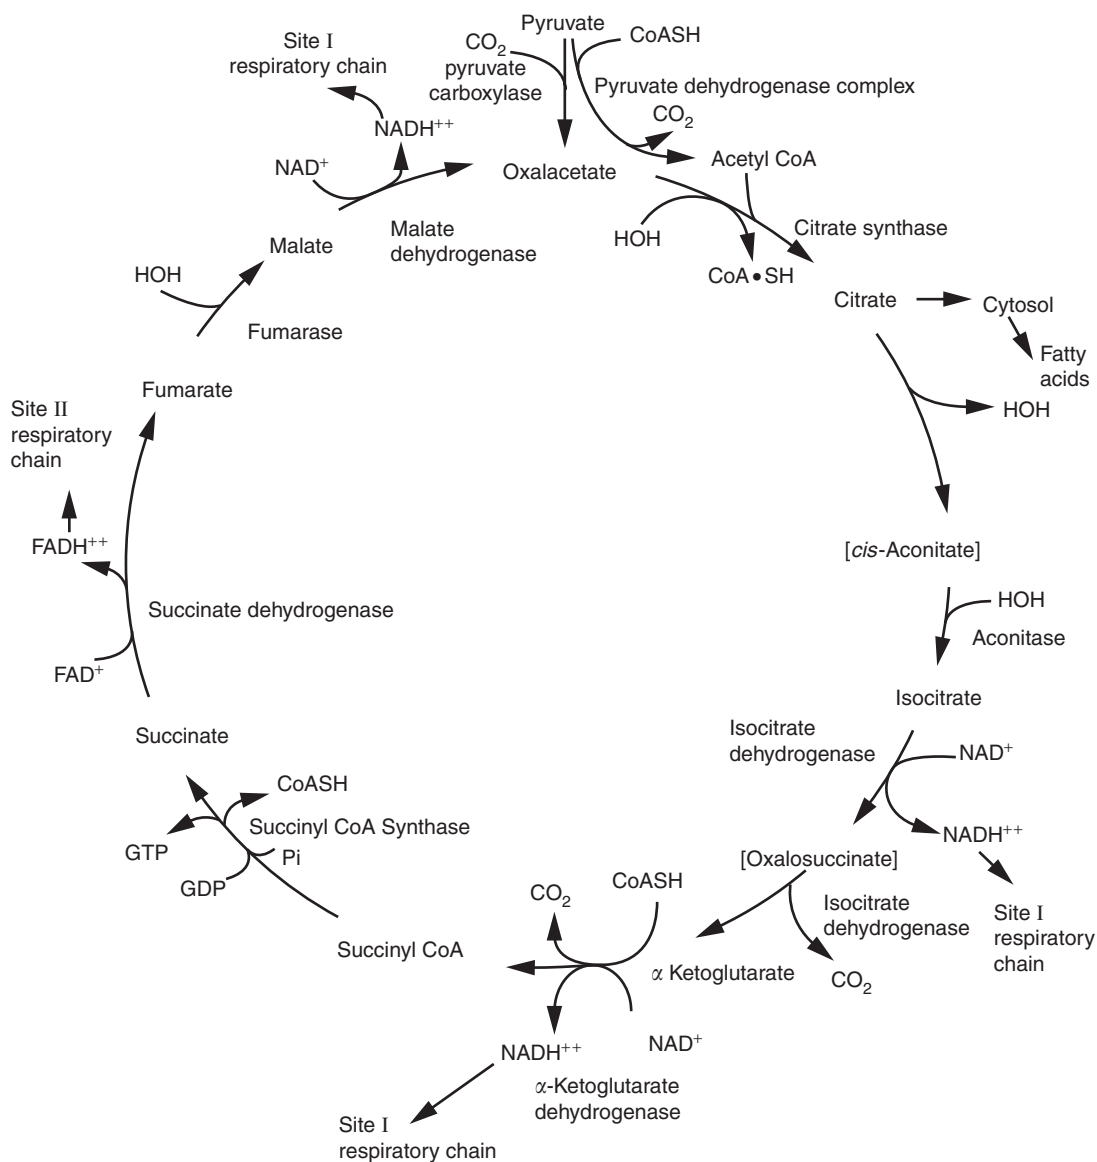 Pyruvate
CO₂
pyruvate
carboxylase
CoASH
Pyruvate dehydrogenase complex
CO₂
Acetyl CoA
Site I
respiratory chain
NADH⁺⁺
NAD⁺
Oxalacetate
Malate
dehydrogenase
HOH
Citrate synthase
CoA•SH
Malate
HOH
Fumarase
Citrate
Cytosol
Fatty
acids
HOH
Fumarate
Site II
respiratory
chain
FADH⁺⁺
Succinate dehydrogenase
FAD⁺
[cis-Aconitate]
HOH
Aconitase
Isocitrate
Isocitrate
dehydrogenase
NAD⁺
NADH⁺⁺
Site I
respiratory
chain
[Oxalosuccinate]
Isocitrate
dehydrogenase
CO₂
α Ketoglutarate
Succinate
CoASH
Succinyl CoA Synthase
GTP
Pi
GDP
CO₂
CoASH
Succinyl CoA
NADH⁺⁺
NAD⁺
α-Ketoglutarate
dehydrogenase
Site I
respiratory chain